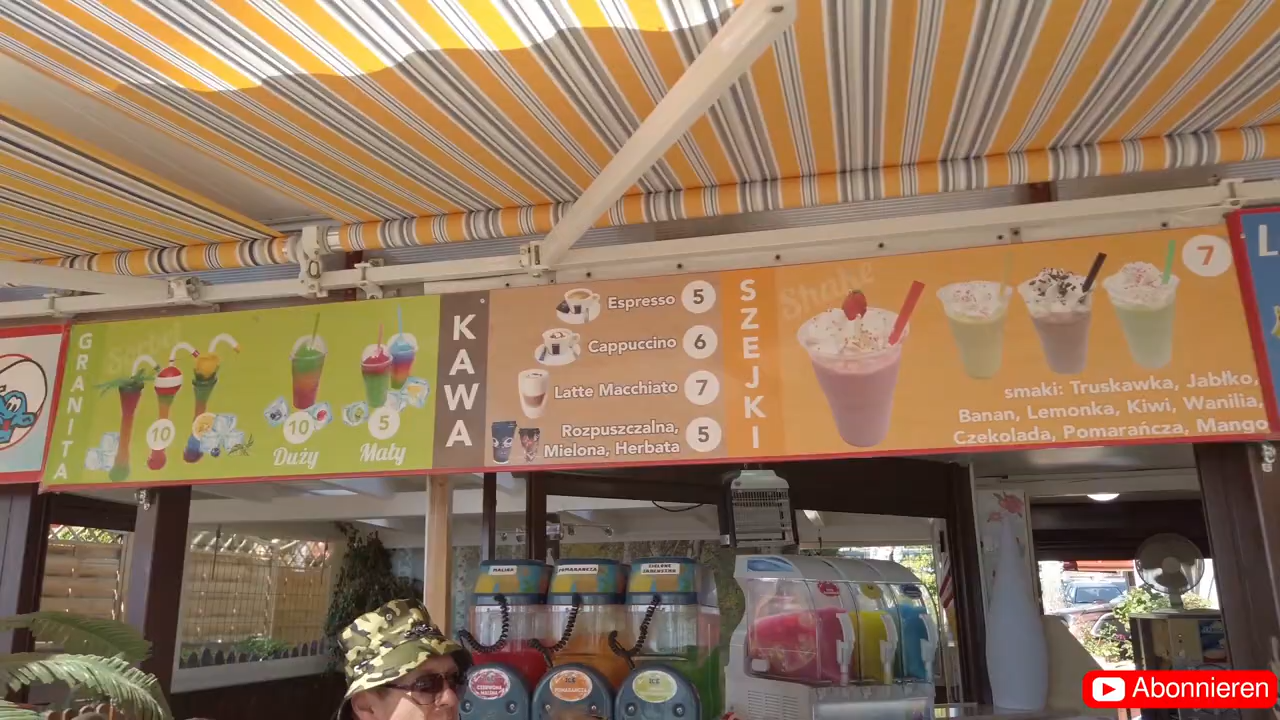 GRANITA
Sorbet
10
10
Duży
5
Mały
KAWA
Espresso 5
Cappuccino 6
Latte Macchiato 7
Rozpuszczalna,
Mielona, Herbata 5
SZEJKI
Shake
7
smaki: Truskawka, Jabłko,
Banan, Lemonka, Kiwi, Wanilia,
Czekolada, Pomarańcza, Mango
L
MALINA
POMARAŃCZA
ZIELONE
JABŁUSZKO
CZERWONA
MALINA
ICE
POMARAŃCZA
ICE
Abonnieren